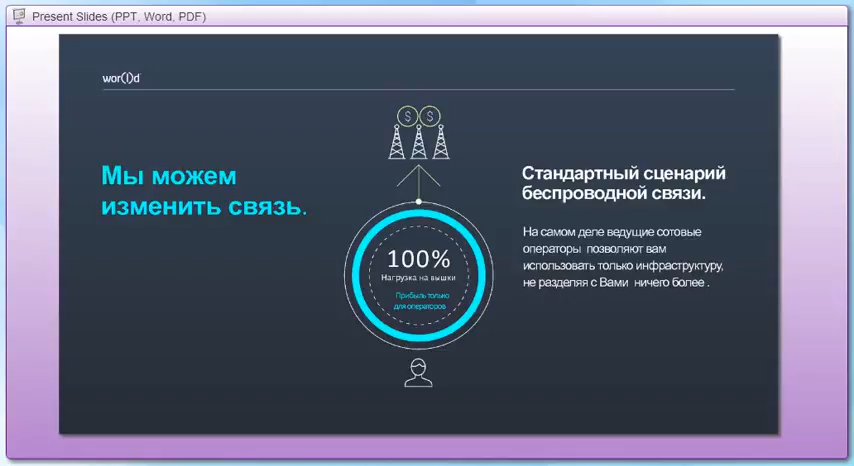 Present Slides (PPT, Word, PDF)
wor(l)d
$ $
Мы можем
изменить связь.
100%
Нагрузка на вышки
Прибыль только
для операторов
Стандартный сценарий
беспроводной связи.
На самом деле ведущие сотовые
операторы позволяют вам
использовать только инфраструктуру,
не разделяя с Вами ничего более .